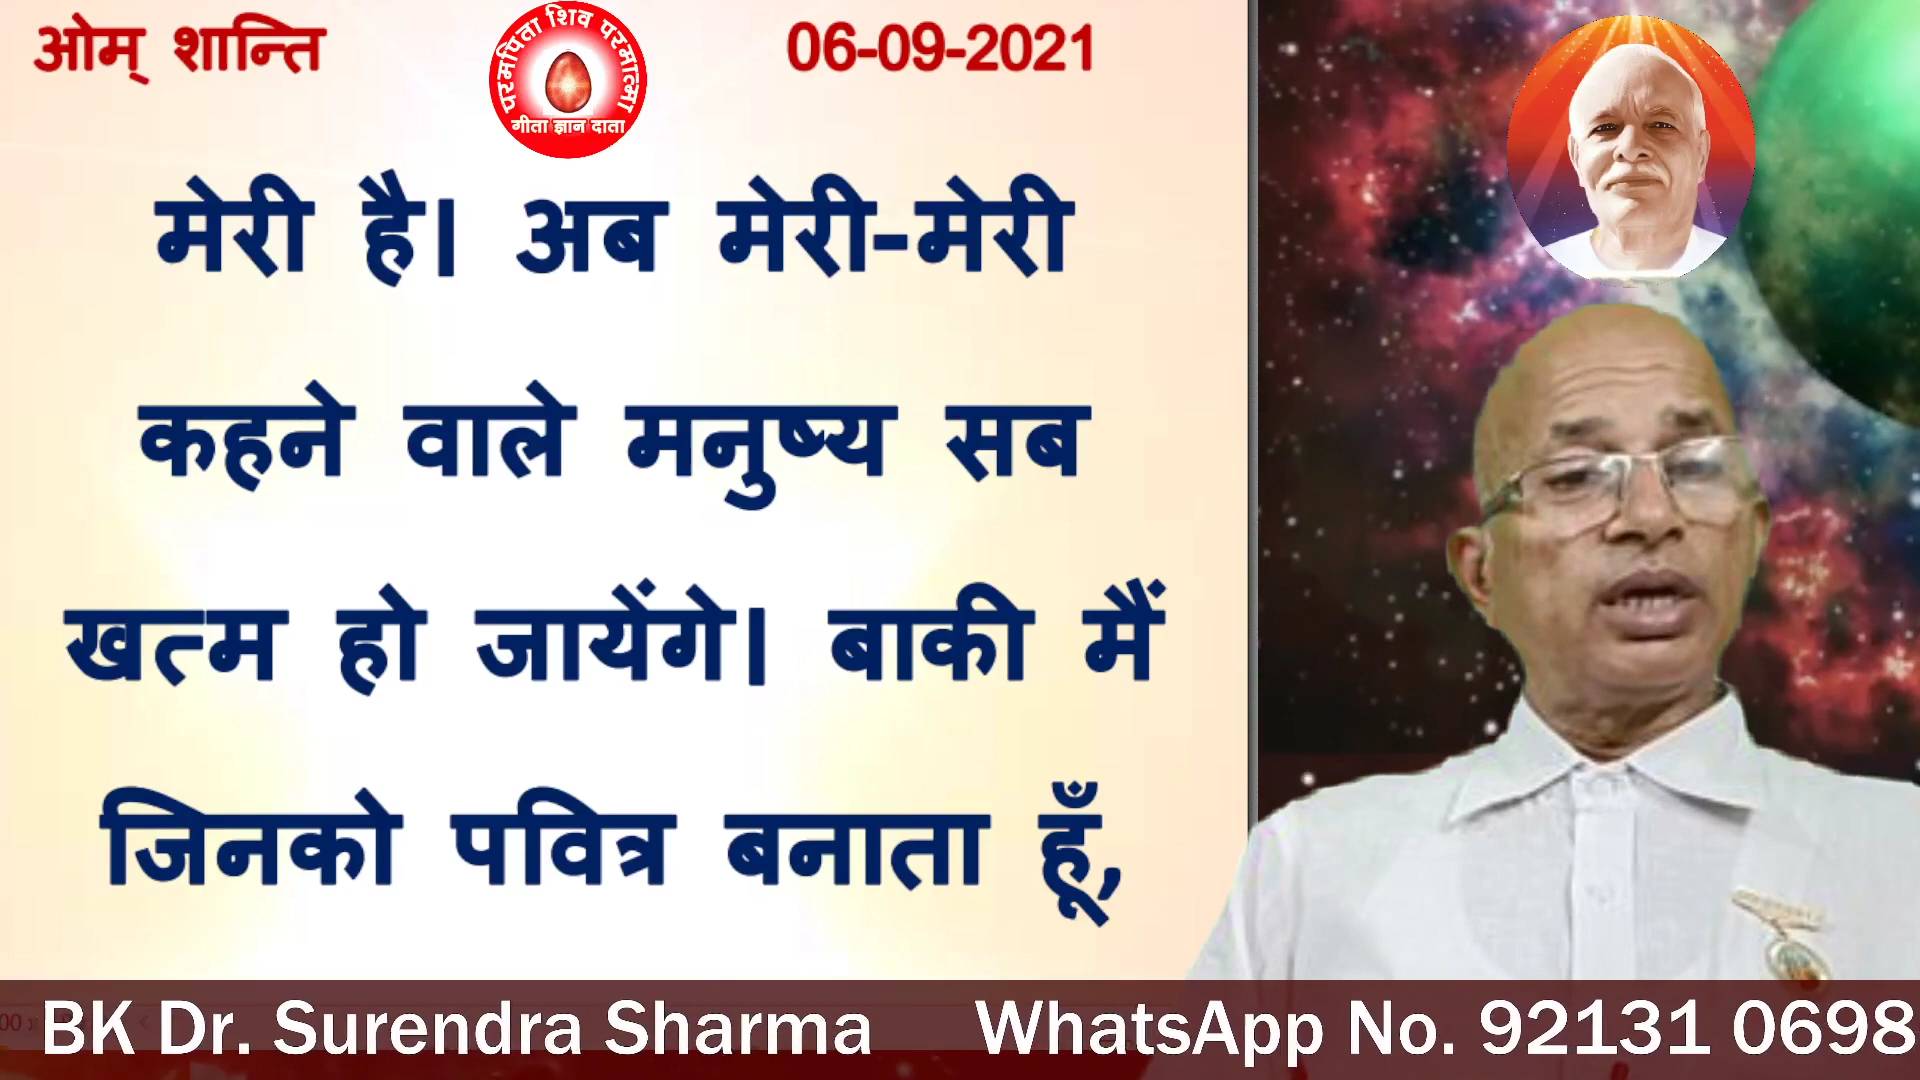 ओम् शान्ति
परमपिता शिव परमात्मा
गीता ज्ञान दाता
06-09-2021
मेरी है। अब मेरी-मेरी
कहने वाले मनुष्य सब
खत्म हो जायेंगे। बाकी मैं
जिनको पवित्र बनाता हूँ,
BK Dr. Surendra Sharma WhatsApp No. 92131 0698